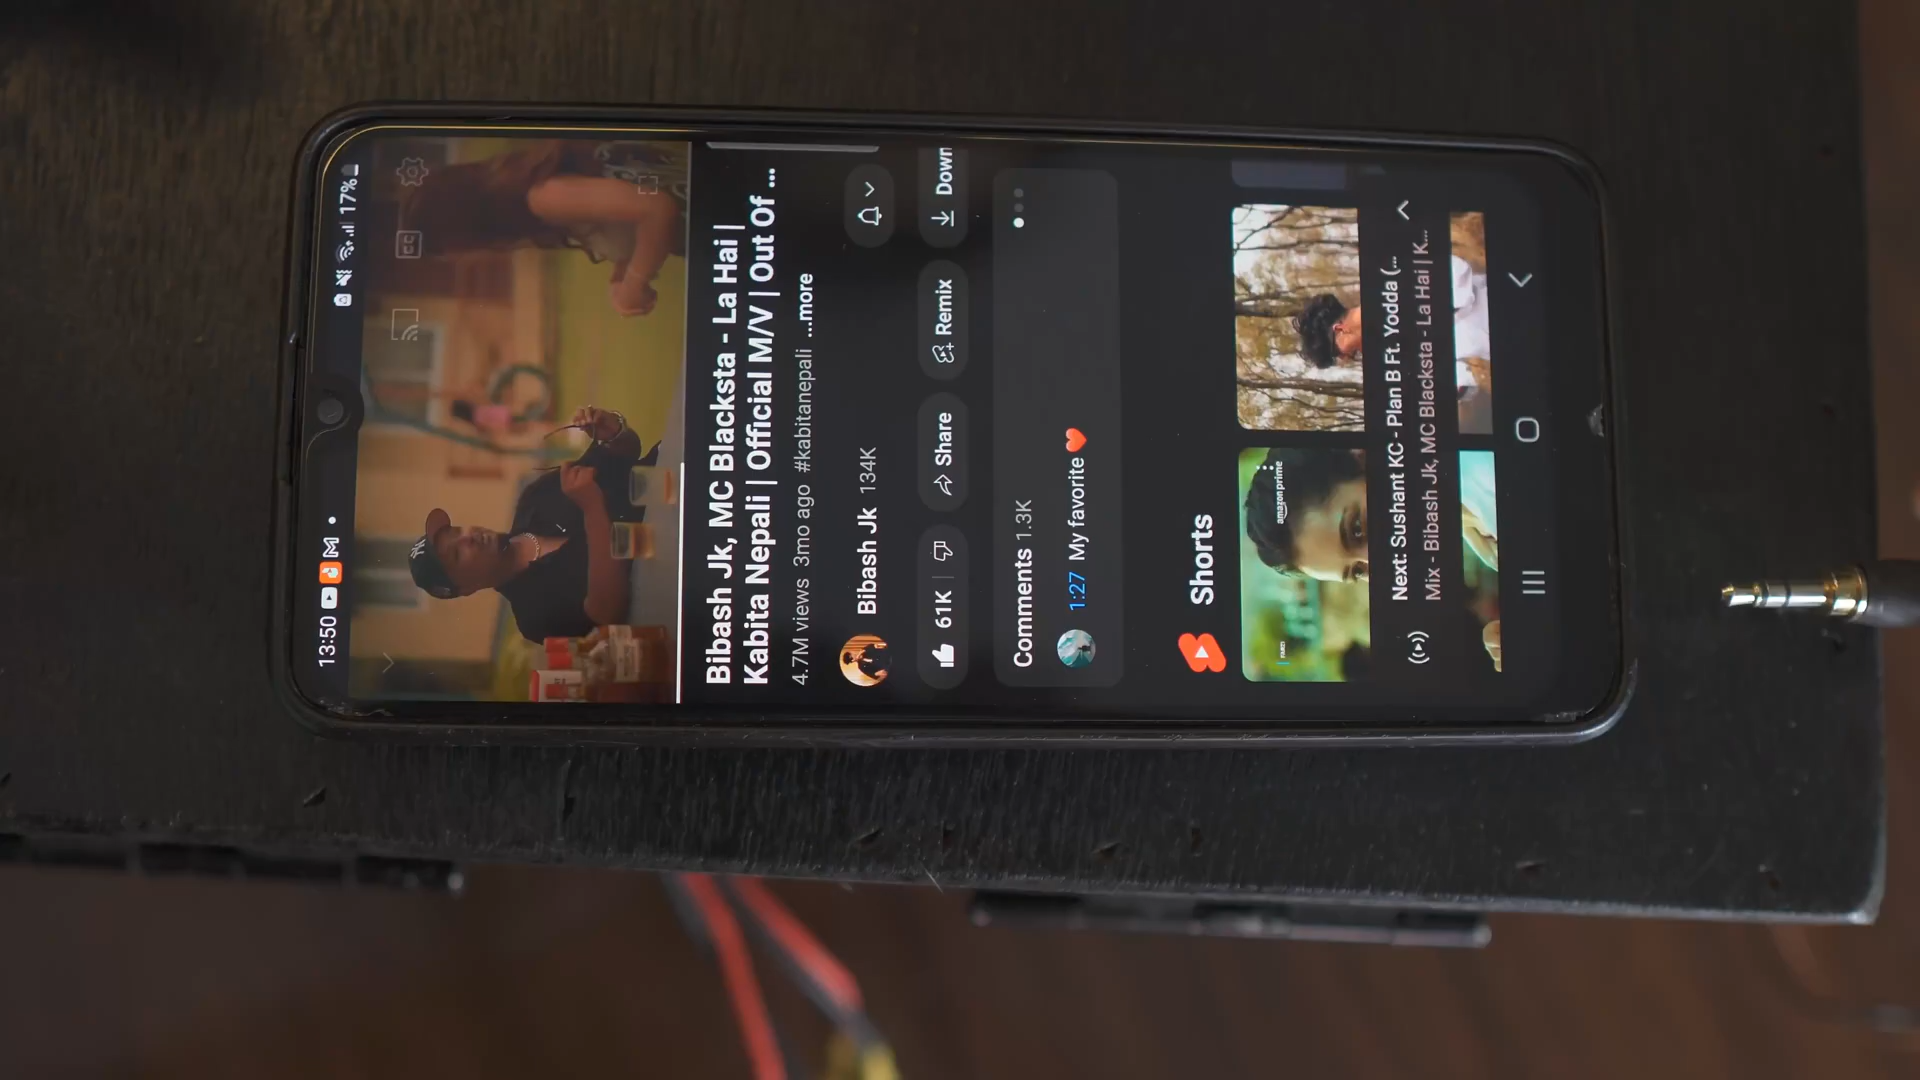 13:50
17%
Bibash Jk, MC Blacksta - La Hai |
Kabita Nepali | Official M/V | Out Of ...
4.7M views 3mo ago #kabitanepali ...more
Bibash Jk 134K
61K
Share
Remix
Down
Comments 1.3K
1:27 My favorite ❤️
Shorts
amazon prime
Next: Sushant KC - Plan B Ft. Yodda (...
Mix - Bibash Jk, MC Blacksta - La Hai | K...